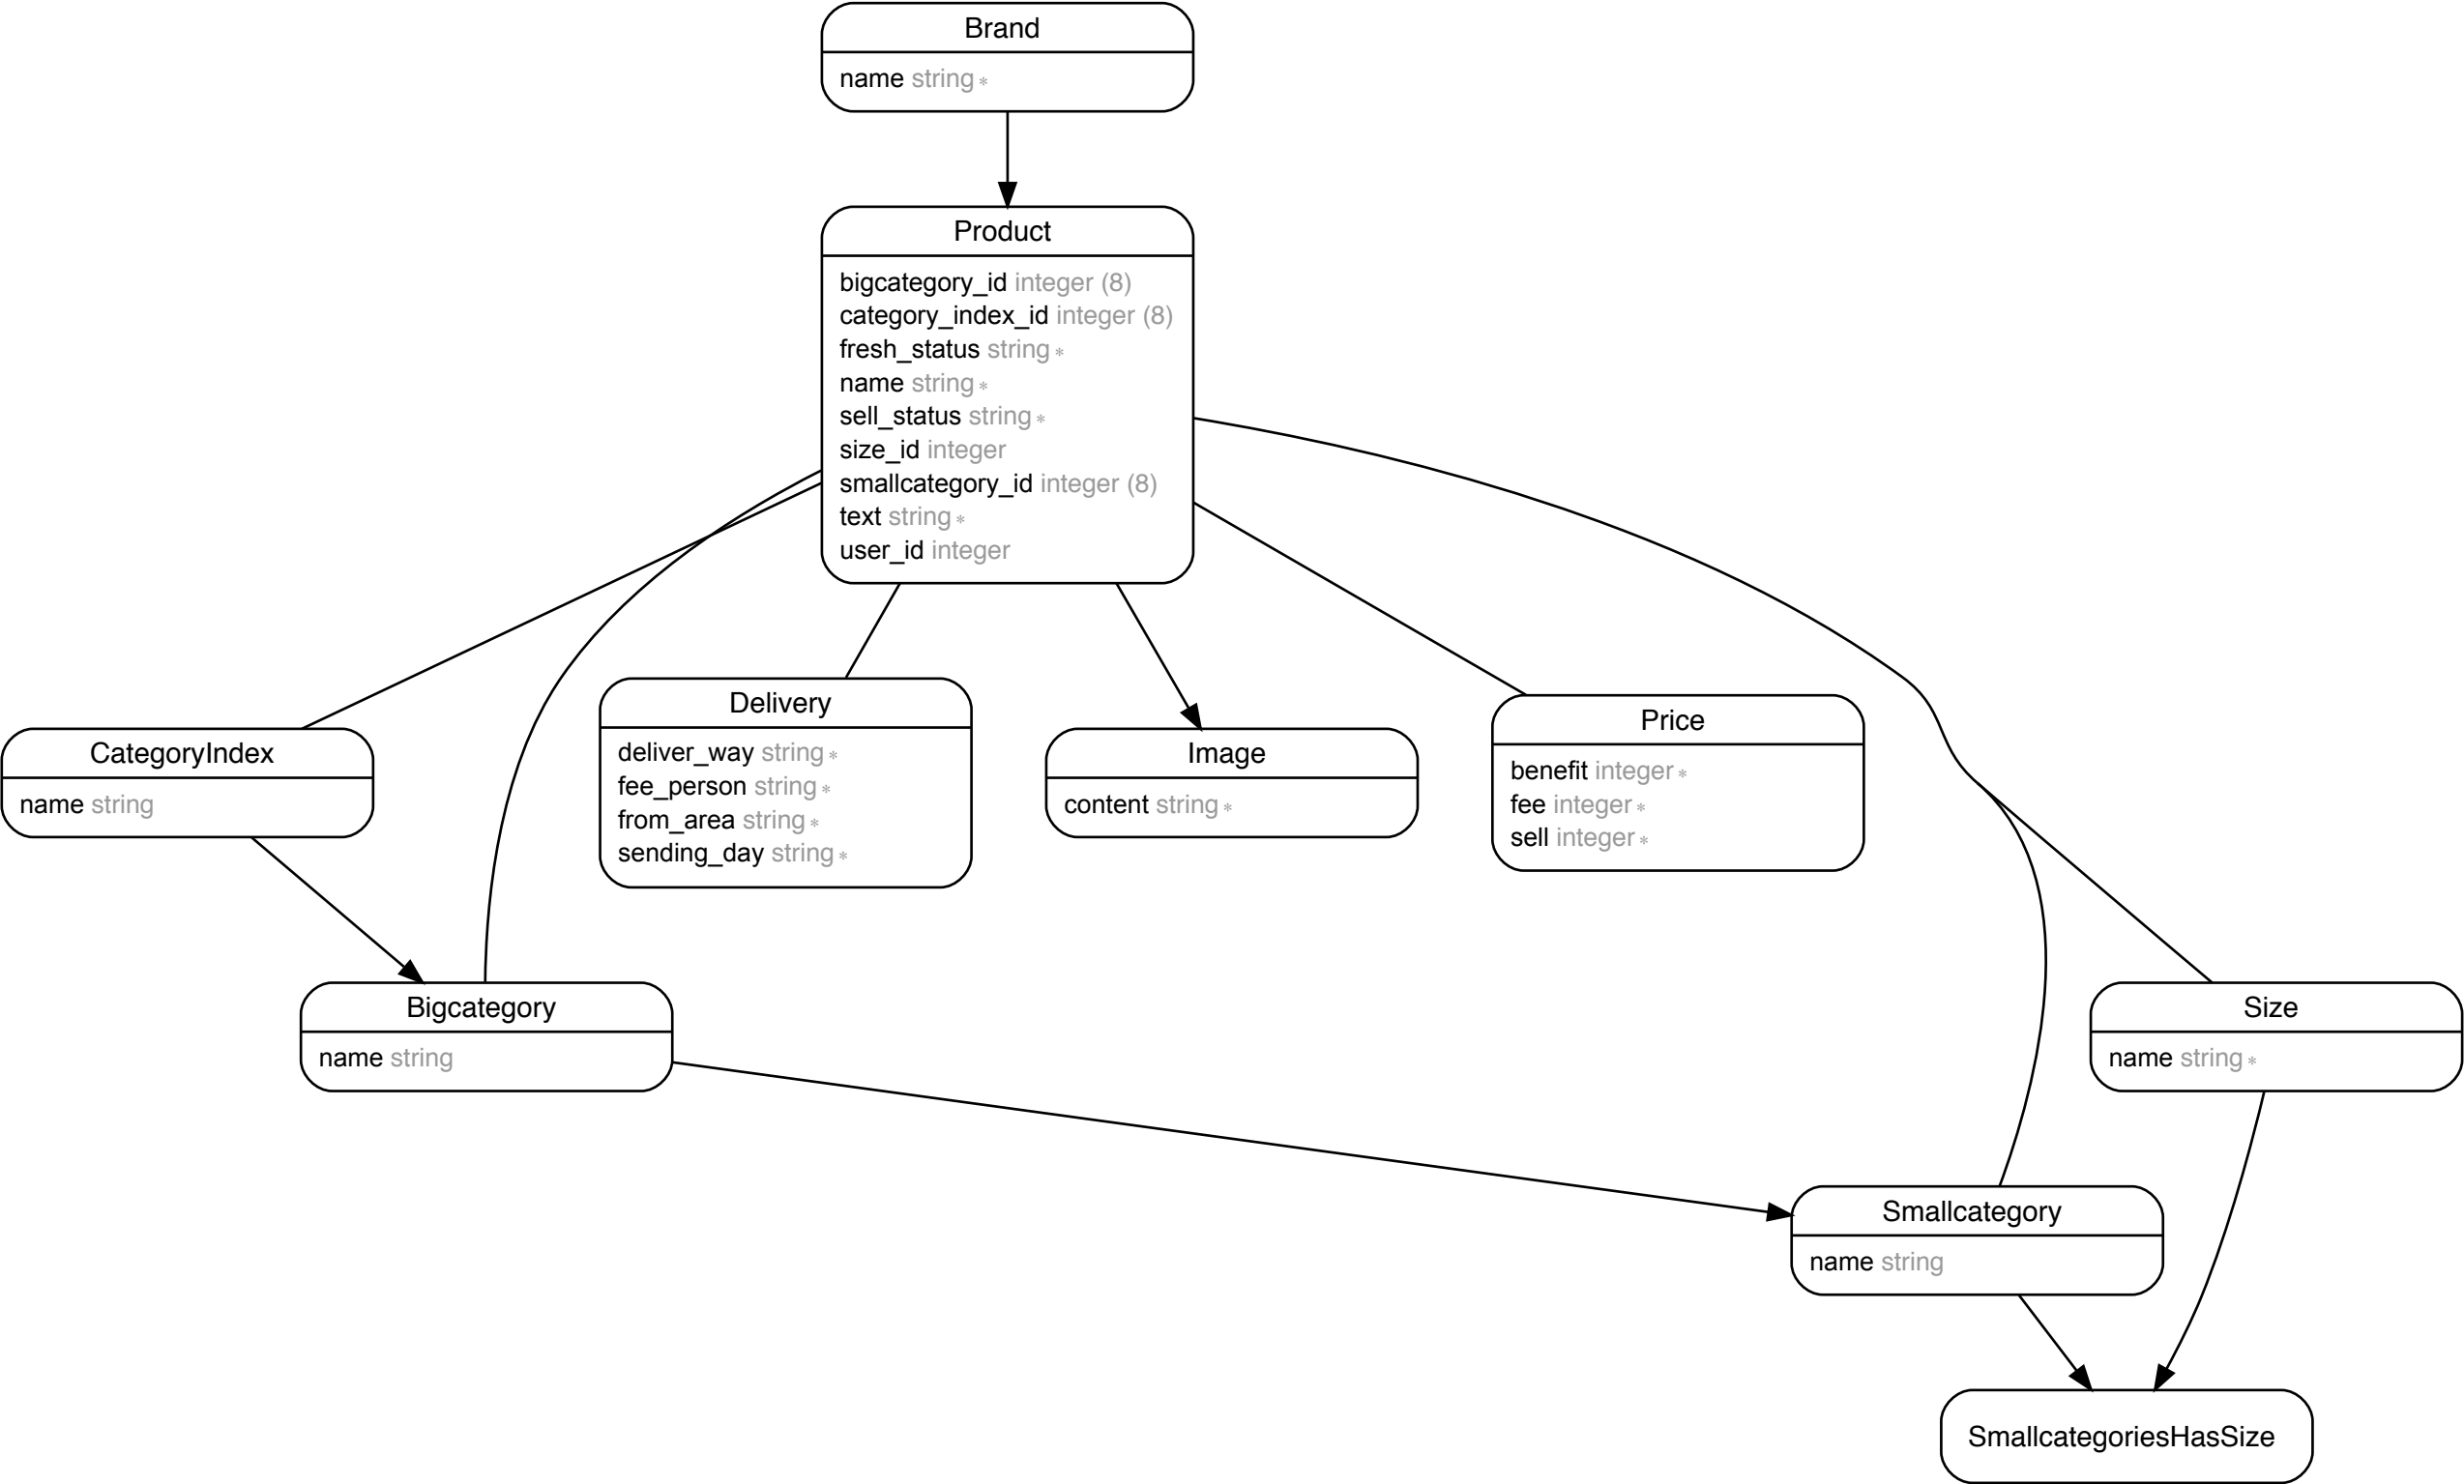 Brand
name string *
Product
bigcategory_id integer (8)
category_index_id integer (8)
fresh_status string *
name string *
sell_status string *
size_id integer
smallcategory_id integer (8)
text string *
user_id integer
CategoryIndex
name string
Delivery
deliver_way string *
fee_person string *
from_area string *
sending_day string *
Image
content string *
Price
benefit integer *
fee integer *
sell integer *
Bigcategory
name string
Size
name string *
Smallcategory
name string
SmallcategoriesHasSize